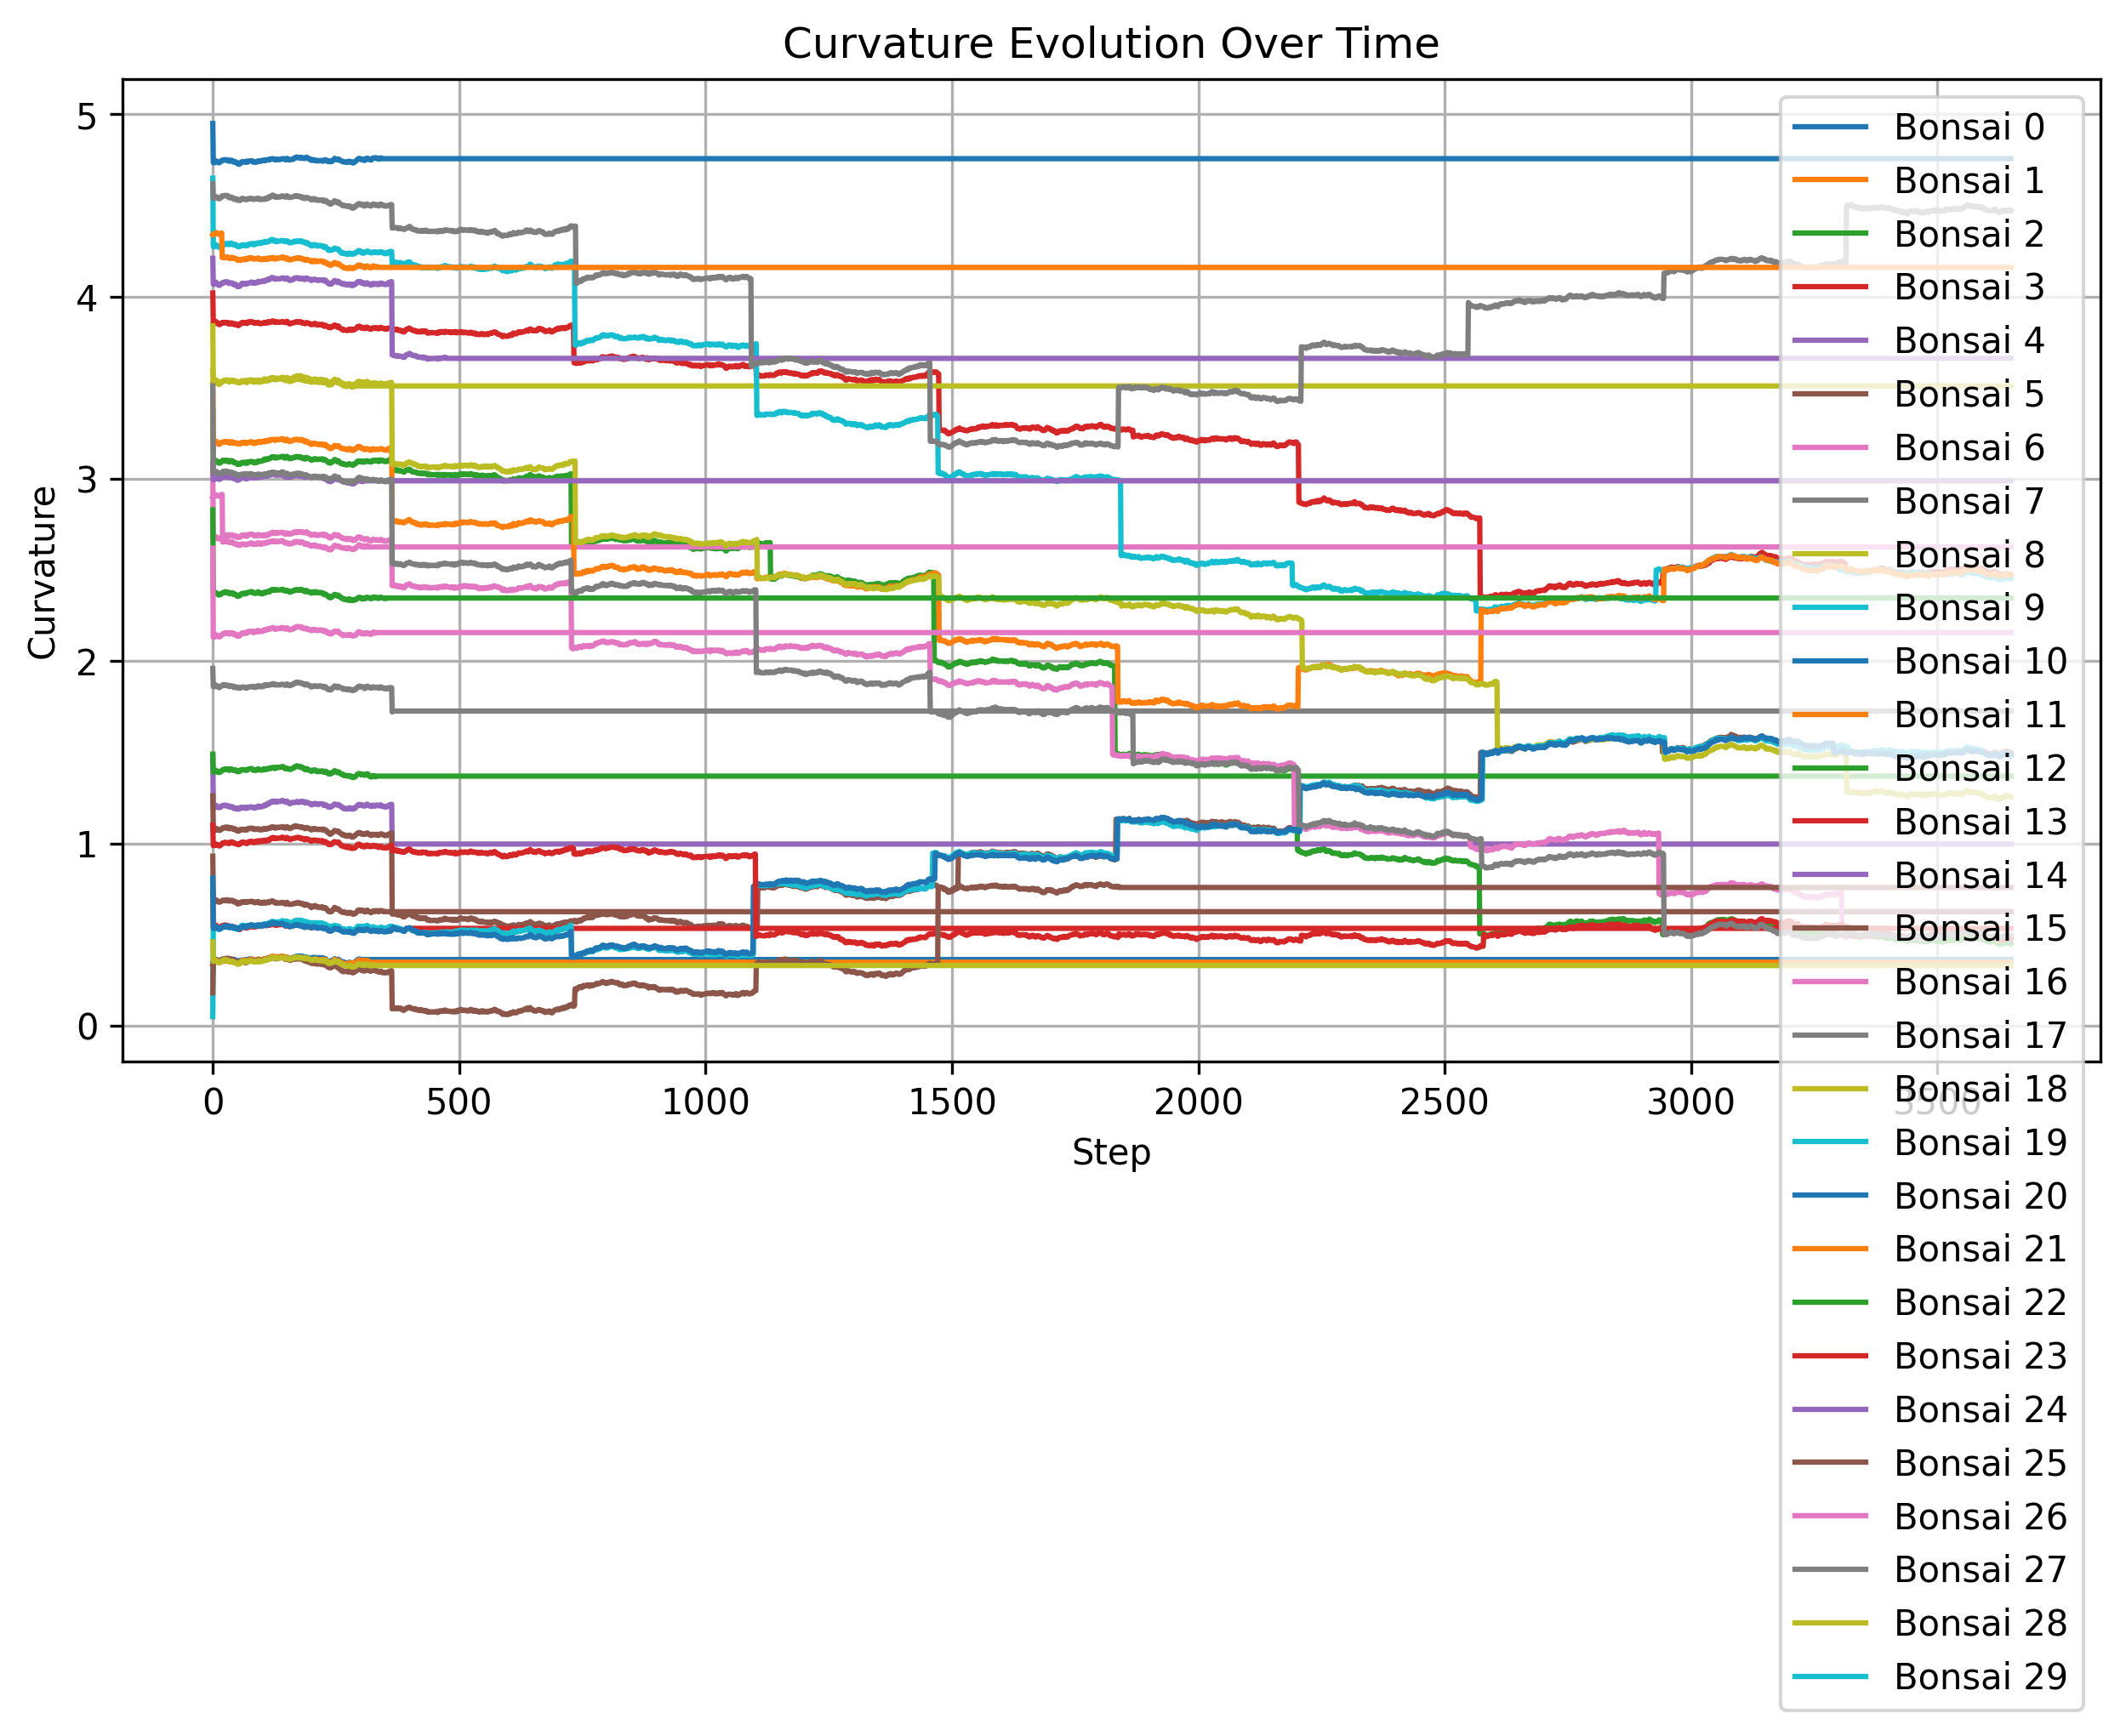 Curvature Evolution Over Time
5
4
3
2
1
0
Curvature
0 500 1000 1500 2000 2500 3000 3500
Step
Bonsai 0
Bonsai 1
Bonsai 2
Bonsai 3
Bonsai 4
Bonsai 5
Bonsai 6
Bonsai 7
Bonsai 8
Bonsai 9
Bonsai 10
Bonsai 11
Bonsai 12
Bonsai 13
Bonsai 14
Bonsai 15
Bonsai 16
Bonsai 17
Bonsai 18
Bonsai 19
Bonsai 20
Bonsai 21
Bonsai 22
Bonsai 23
Bonsai 24
Bonsai 25
Bonsai 26
Bonsai 27
Bonsai 28
Bonsai 29